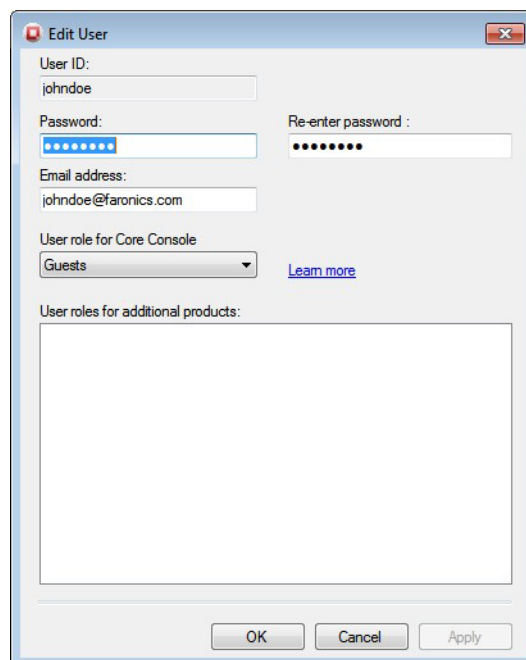 Edit User
User ID:
johndoe
Password:
Re-enter password :
●●●●●●●●
●●●●●●●●
Email address:
johndoe@faronics.com
User role for Core Console
Guests
Learn more
User roles for additional products:
OK
Cancel
Apply